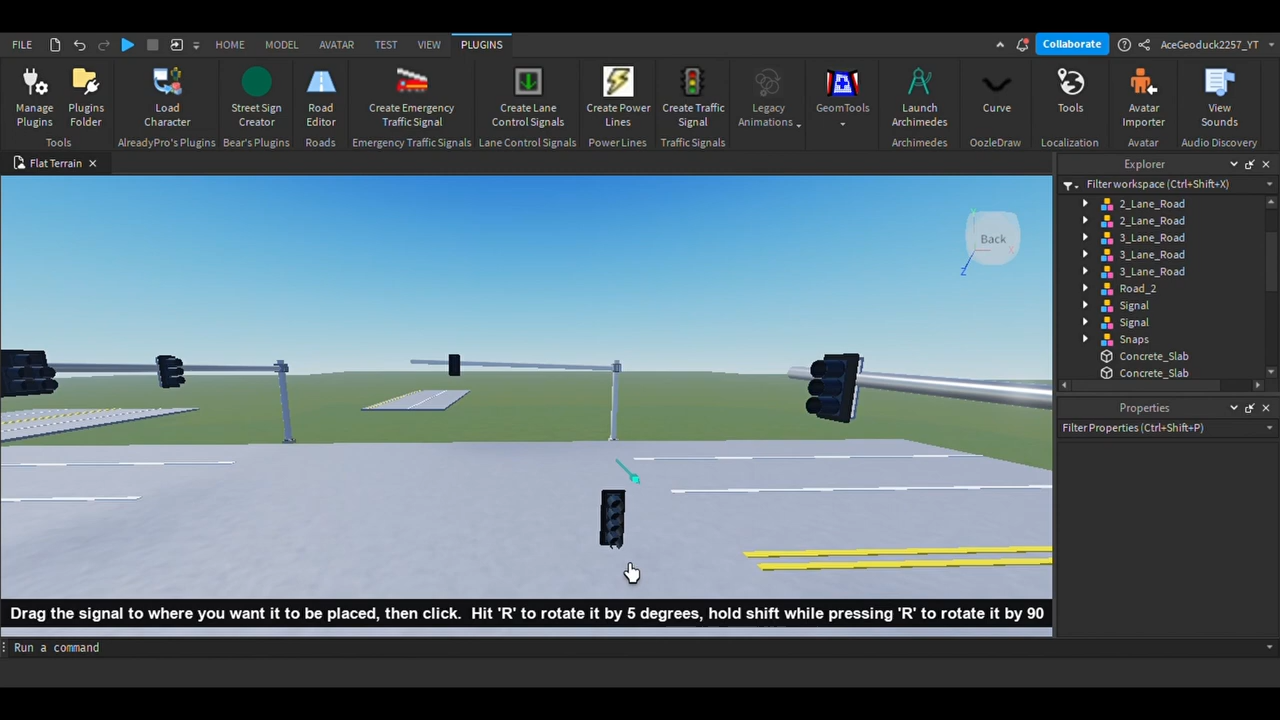 FILE HOME MODEL AVATAR TEST VIEW PLUGINS Collaborate AceGeoduck2257_YT
Manage Plugins
Plugins Folder
Tools
Load Character
AlreadyPro's Plugins
Street Sign Creator
Bear's Plugins
Road Editor
Roads
Create Emergency Traffic Signal
Emergency Traffic Signals
Create Lane Control Signals
Lane Control Signals
Create Power Lines
Power Lines
Create Traffic Signal
Traffic Signals
Legacy Animations
GeomTools
Launch Archimedes
Archimedes
Curve
OozleDraw
Tools
Localization
Avatar Importer
Avatar
View Sounds
Audio Discovery
Flat Terrain
Back
X
Y
Z
Drag the signal to where you want it to be placed, then click. Hit 'R' to rotate it by 5 degrees, hold shift while pressing 'R' to rotate it by 90
Explorer
Filter workspace (Ctrl+Shift+X)
2_Lane_Road
2_Lane_Road
3_Lane_Road
3_Lane_Road
3_Lane_Road
Road_2
Signal
Signal
Snaps
Concrete_Slab
Concrete_Slab
Properties
Filter Properties (Ctrl+Shift+P)
Run a command